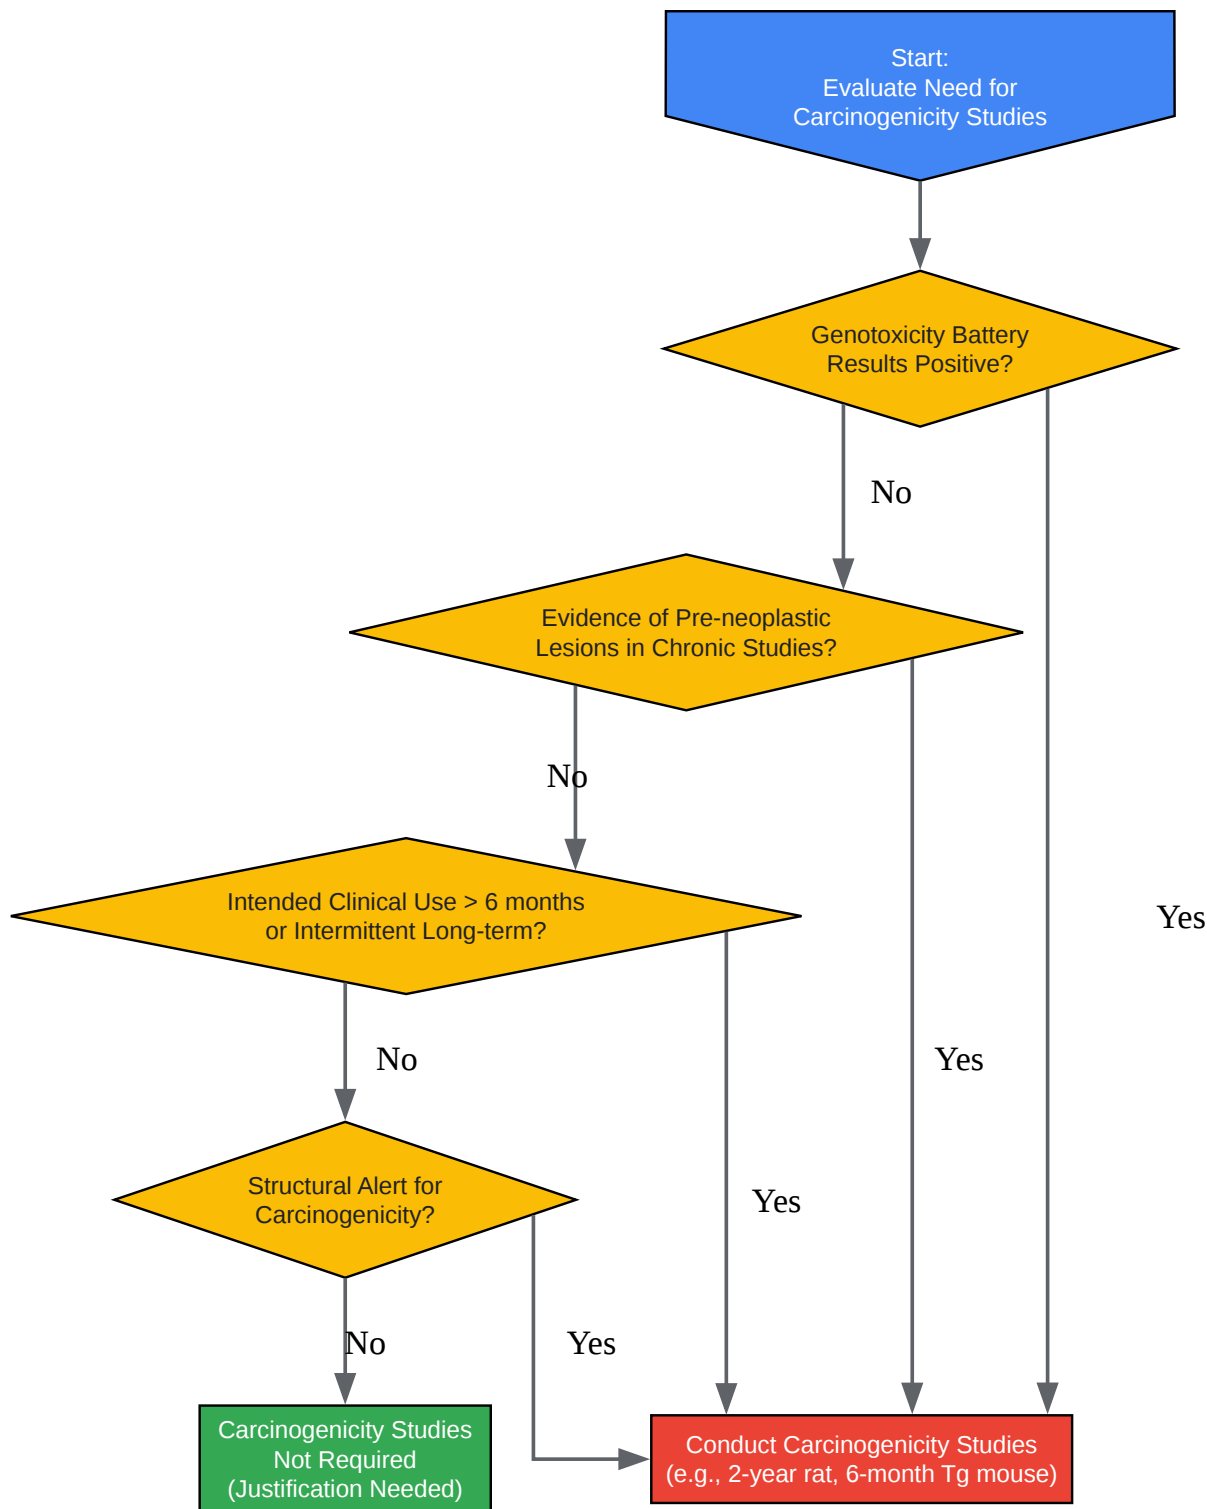 Start:
Evaluate Need for
Carcinogenicity Studies
Genotoxicity Battery
Results Positive?
No
Evidence of Pre-neoplastic
Lesions in Chronic Studies?
No
Intended Clinical Use > 6 months
or Intermittent Long-term?
Yes
No
Yes
Structural Alert for
Carcinogenicity?
Yes
No
Yes
Carcinogenicity Studies
Not Required
(Justification Needed)
Conduct Carcinogenicity Studies
(e.g., 2-year rat, 6-month Tg mouse)